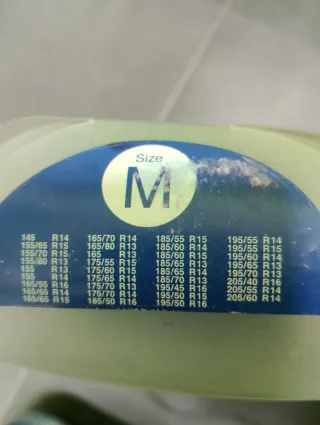 Size
M
145 R14
155/65 R15
155/70 R15
155/80 R13
155 R13
155 R14
165/55 R16
165/65 R14
165/65 R15
165/70 R14
165/80 R13
165 R13
175/55 R15
175/60 R15
175/65 R14
175/70 R13
175/70 R14
185/50 R16
185/55 R15
185/60 R14
185/60 R15
185/65 R13
185/65 R14
185/70 R13
195/45 R16
195/50 R15
195/50 R16
195/55 R14
195/55 R15
195/60 R14
195/65 R13
195/70 R13
205/40 R16
205/55 R14
205/60 R14